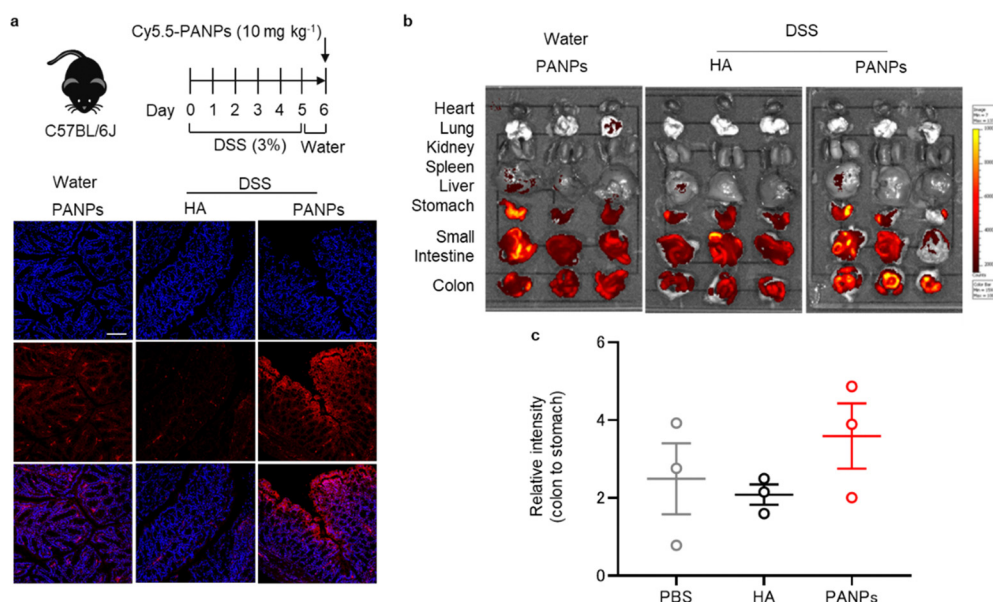 a
Cy5.5-PANPs (10 mg kg-1)
Day 0 1 2 3 4 5 6
C57BL/6J
DSS (3%) Water
Water DSS
PANPs HA PANPs
b
Water DSS
PANPs HA PANPs
Heart
Lung
Kidney
Spleen
Liver
Stomach
Small
Intestine
Colon
c
Relative intensity
(colon to stomach)
6
4
2
0
PBS HA PANPs